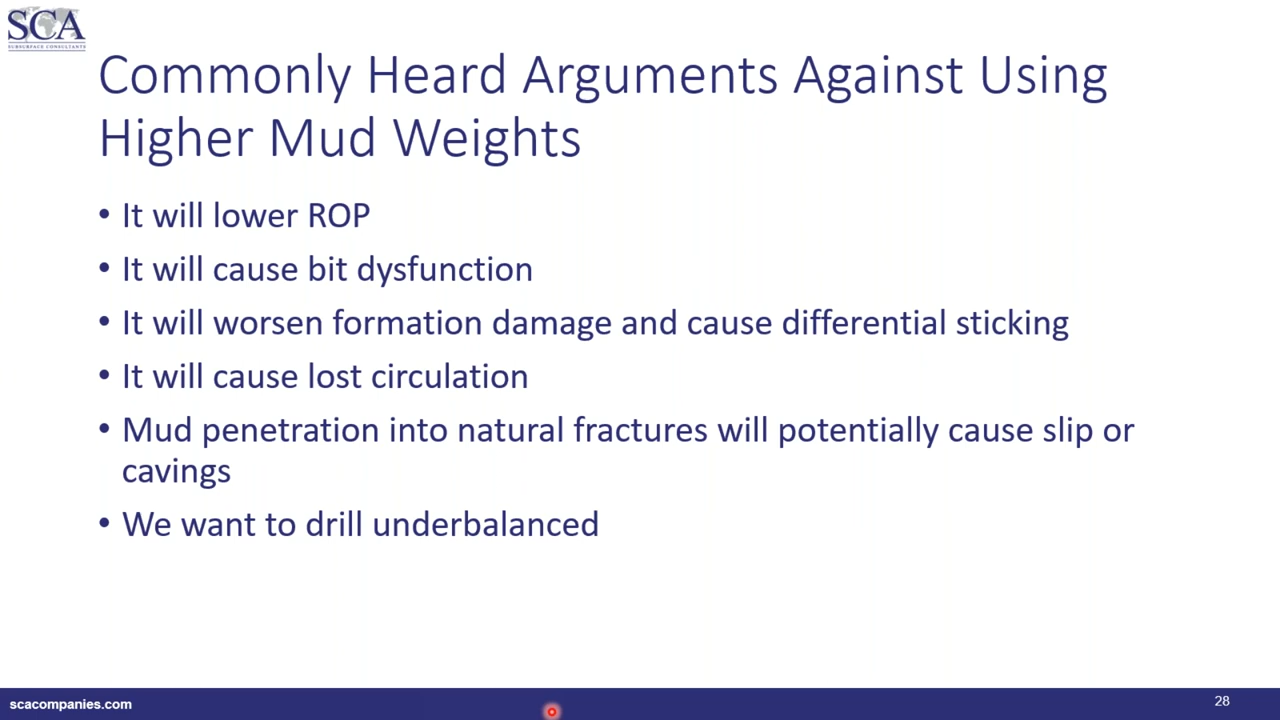 SCA
SUBSURFACE CONSULTANTS
Commonly Heard Arguments Against Using
Higher Mud Weights
• It will lower ROP
• It will cause bit dysfunction
• It will worsen formation damage and cause differential sticking
• It will cause lost circulation
• Mud penetration into natural fractures will potentially cause slip or
cavings
• We want to drill underbalanced
scacompanies.com
28